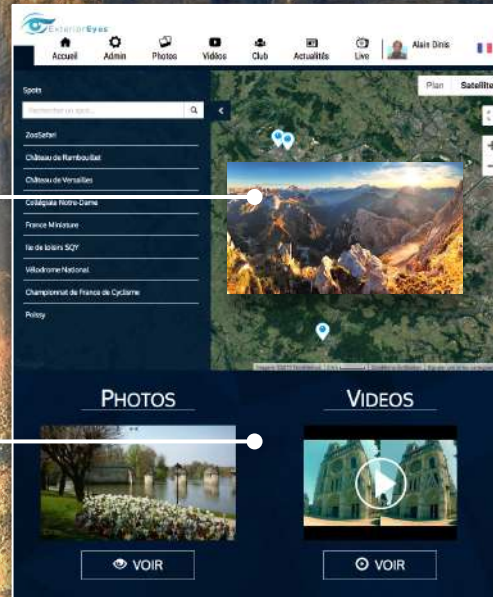 ExteriorEyes
Accueil
Admin
Photos
Vidéos
Club
Actualités
Live
Alain Dinis
Spots
Rechercher un spot...
Plan
Satellite
ZooSafari
Château de Rambouillet
Château de Versailles
Collégiale Notre-Dame
France Miniature
Ile de loisirs SQY
Vélodrome National
Championnat de France de Cyclisme
Poissy
PHOTOS
VIDEOS
VOIR
VOIR